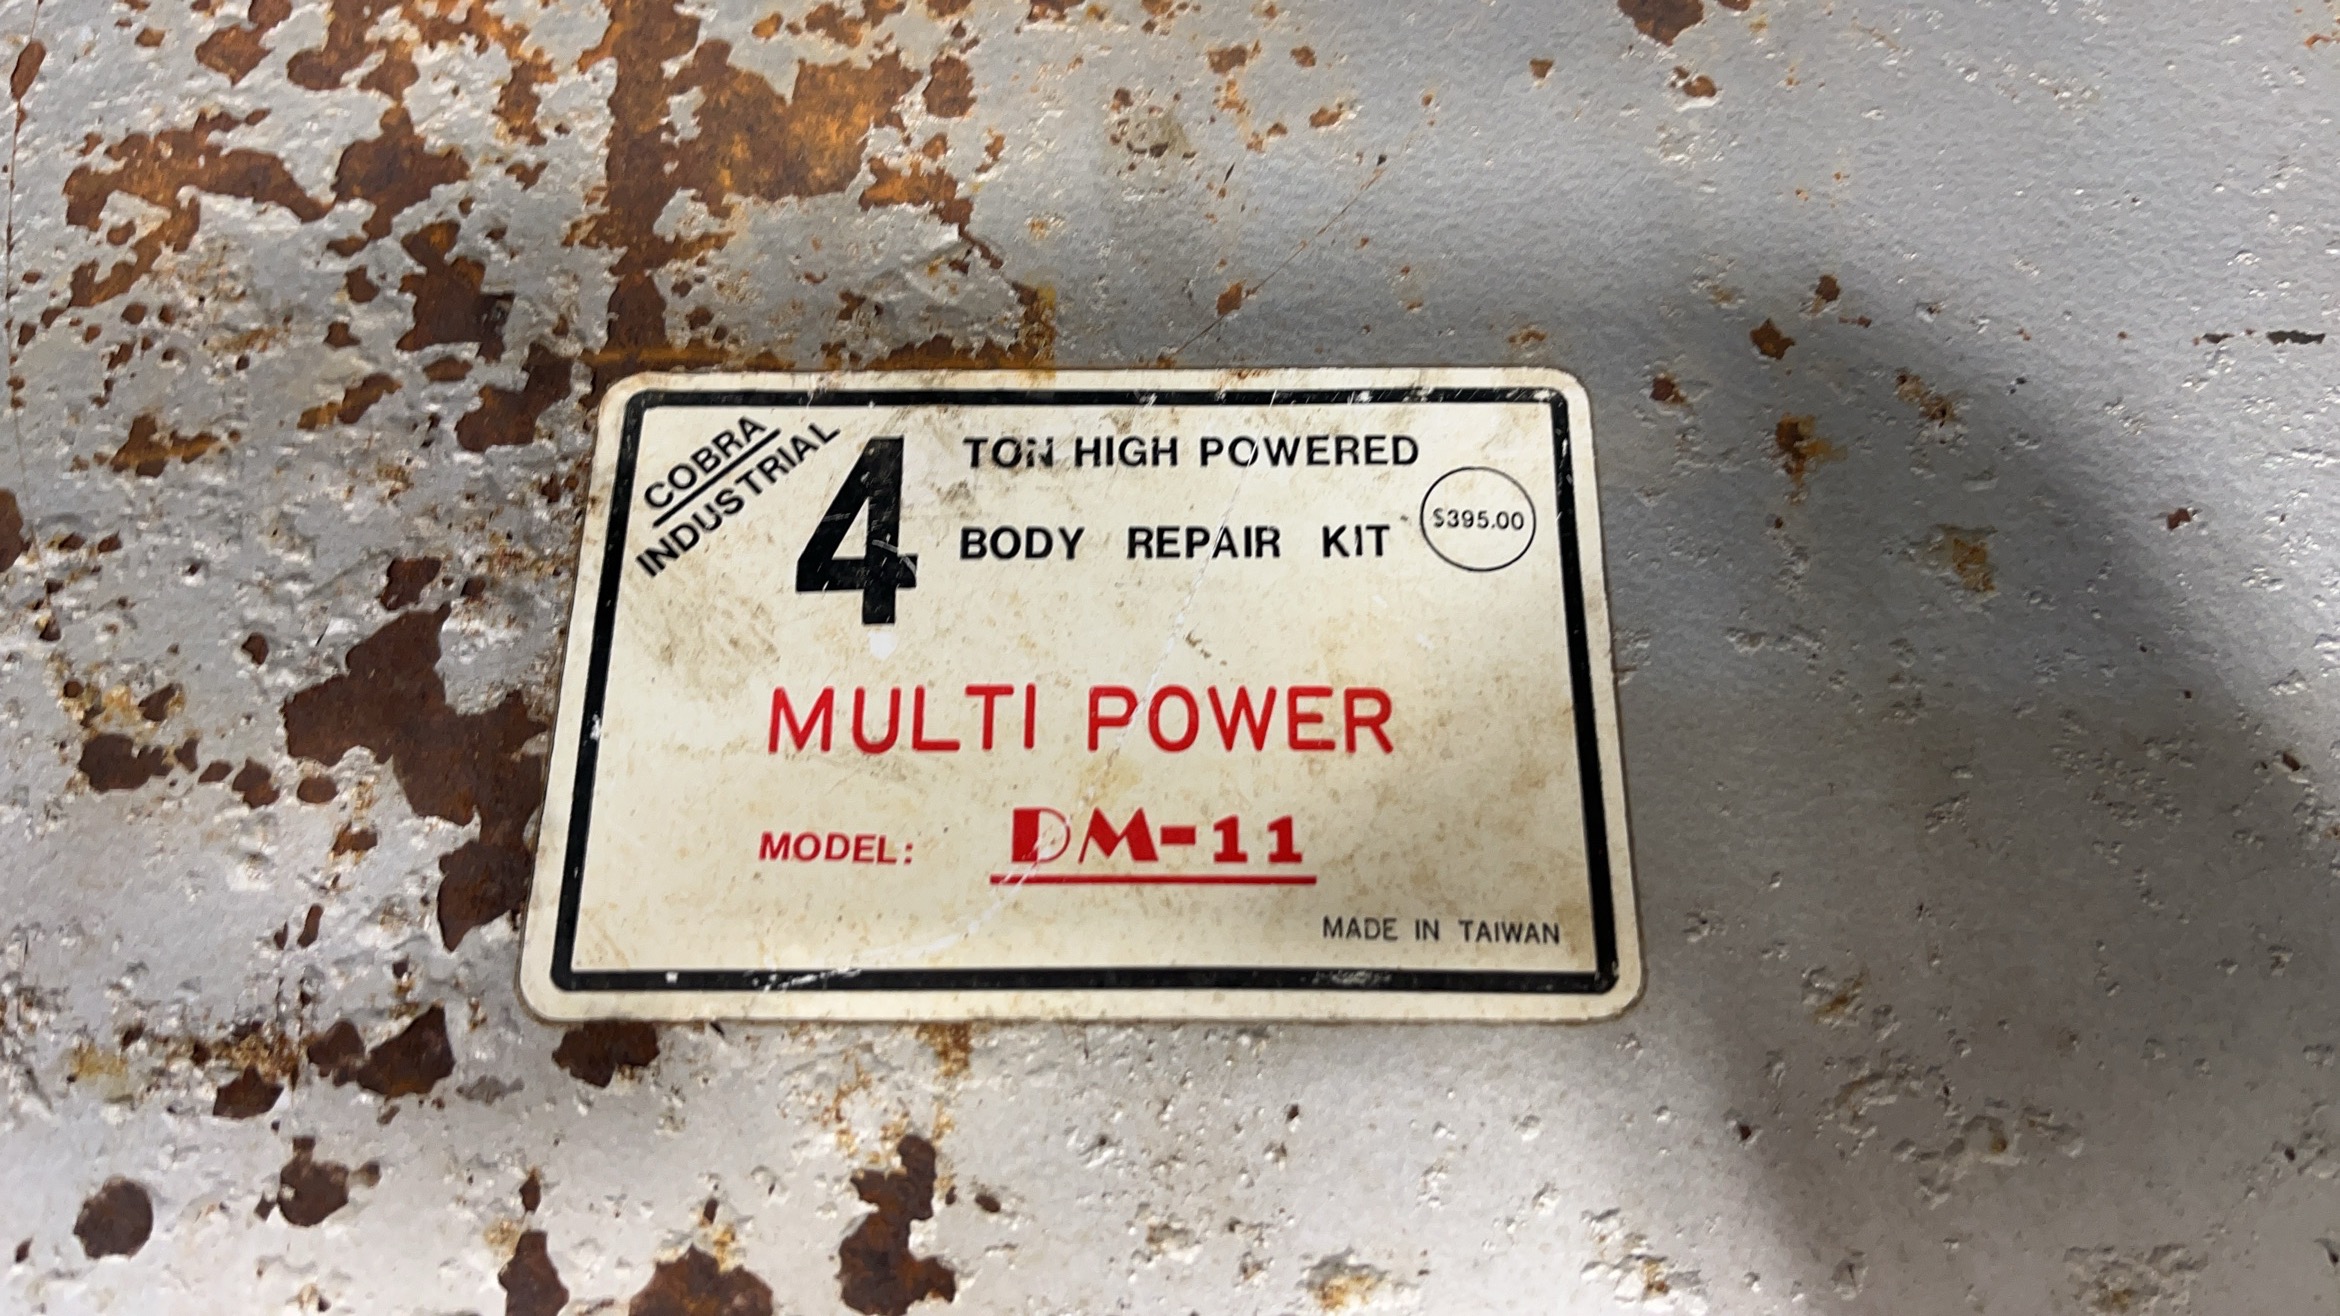 COBRA
INDUSTRIAL
4 TON HIGH POWERED
BODY REPAIR KIT
$395.00
MULTI POWER
MODEL: DM-11
MADE IN TAIWAN